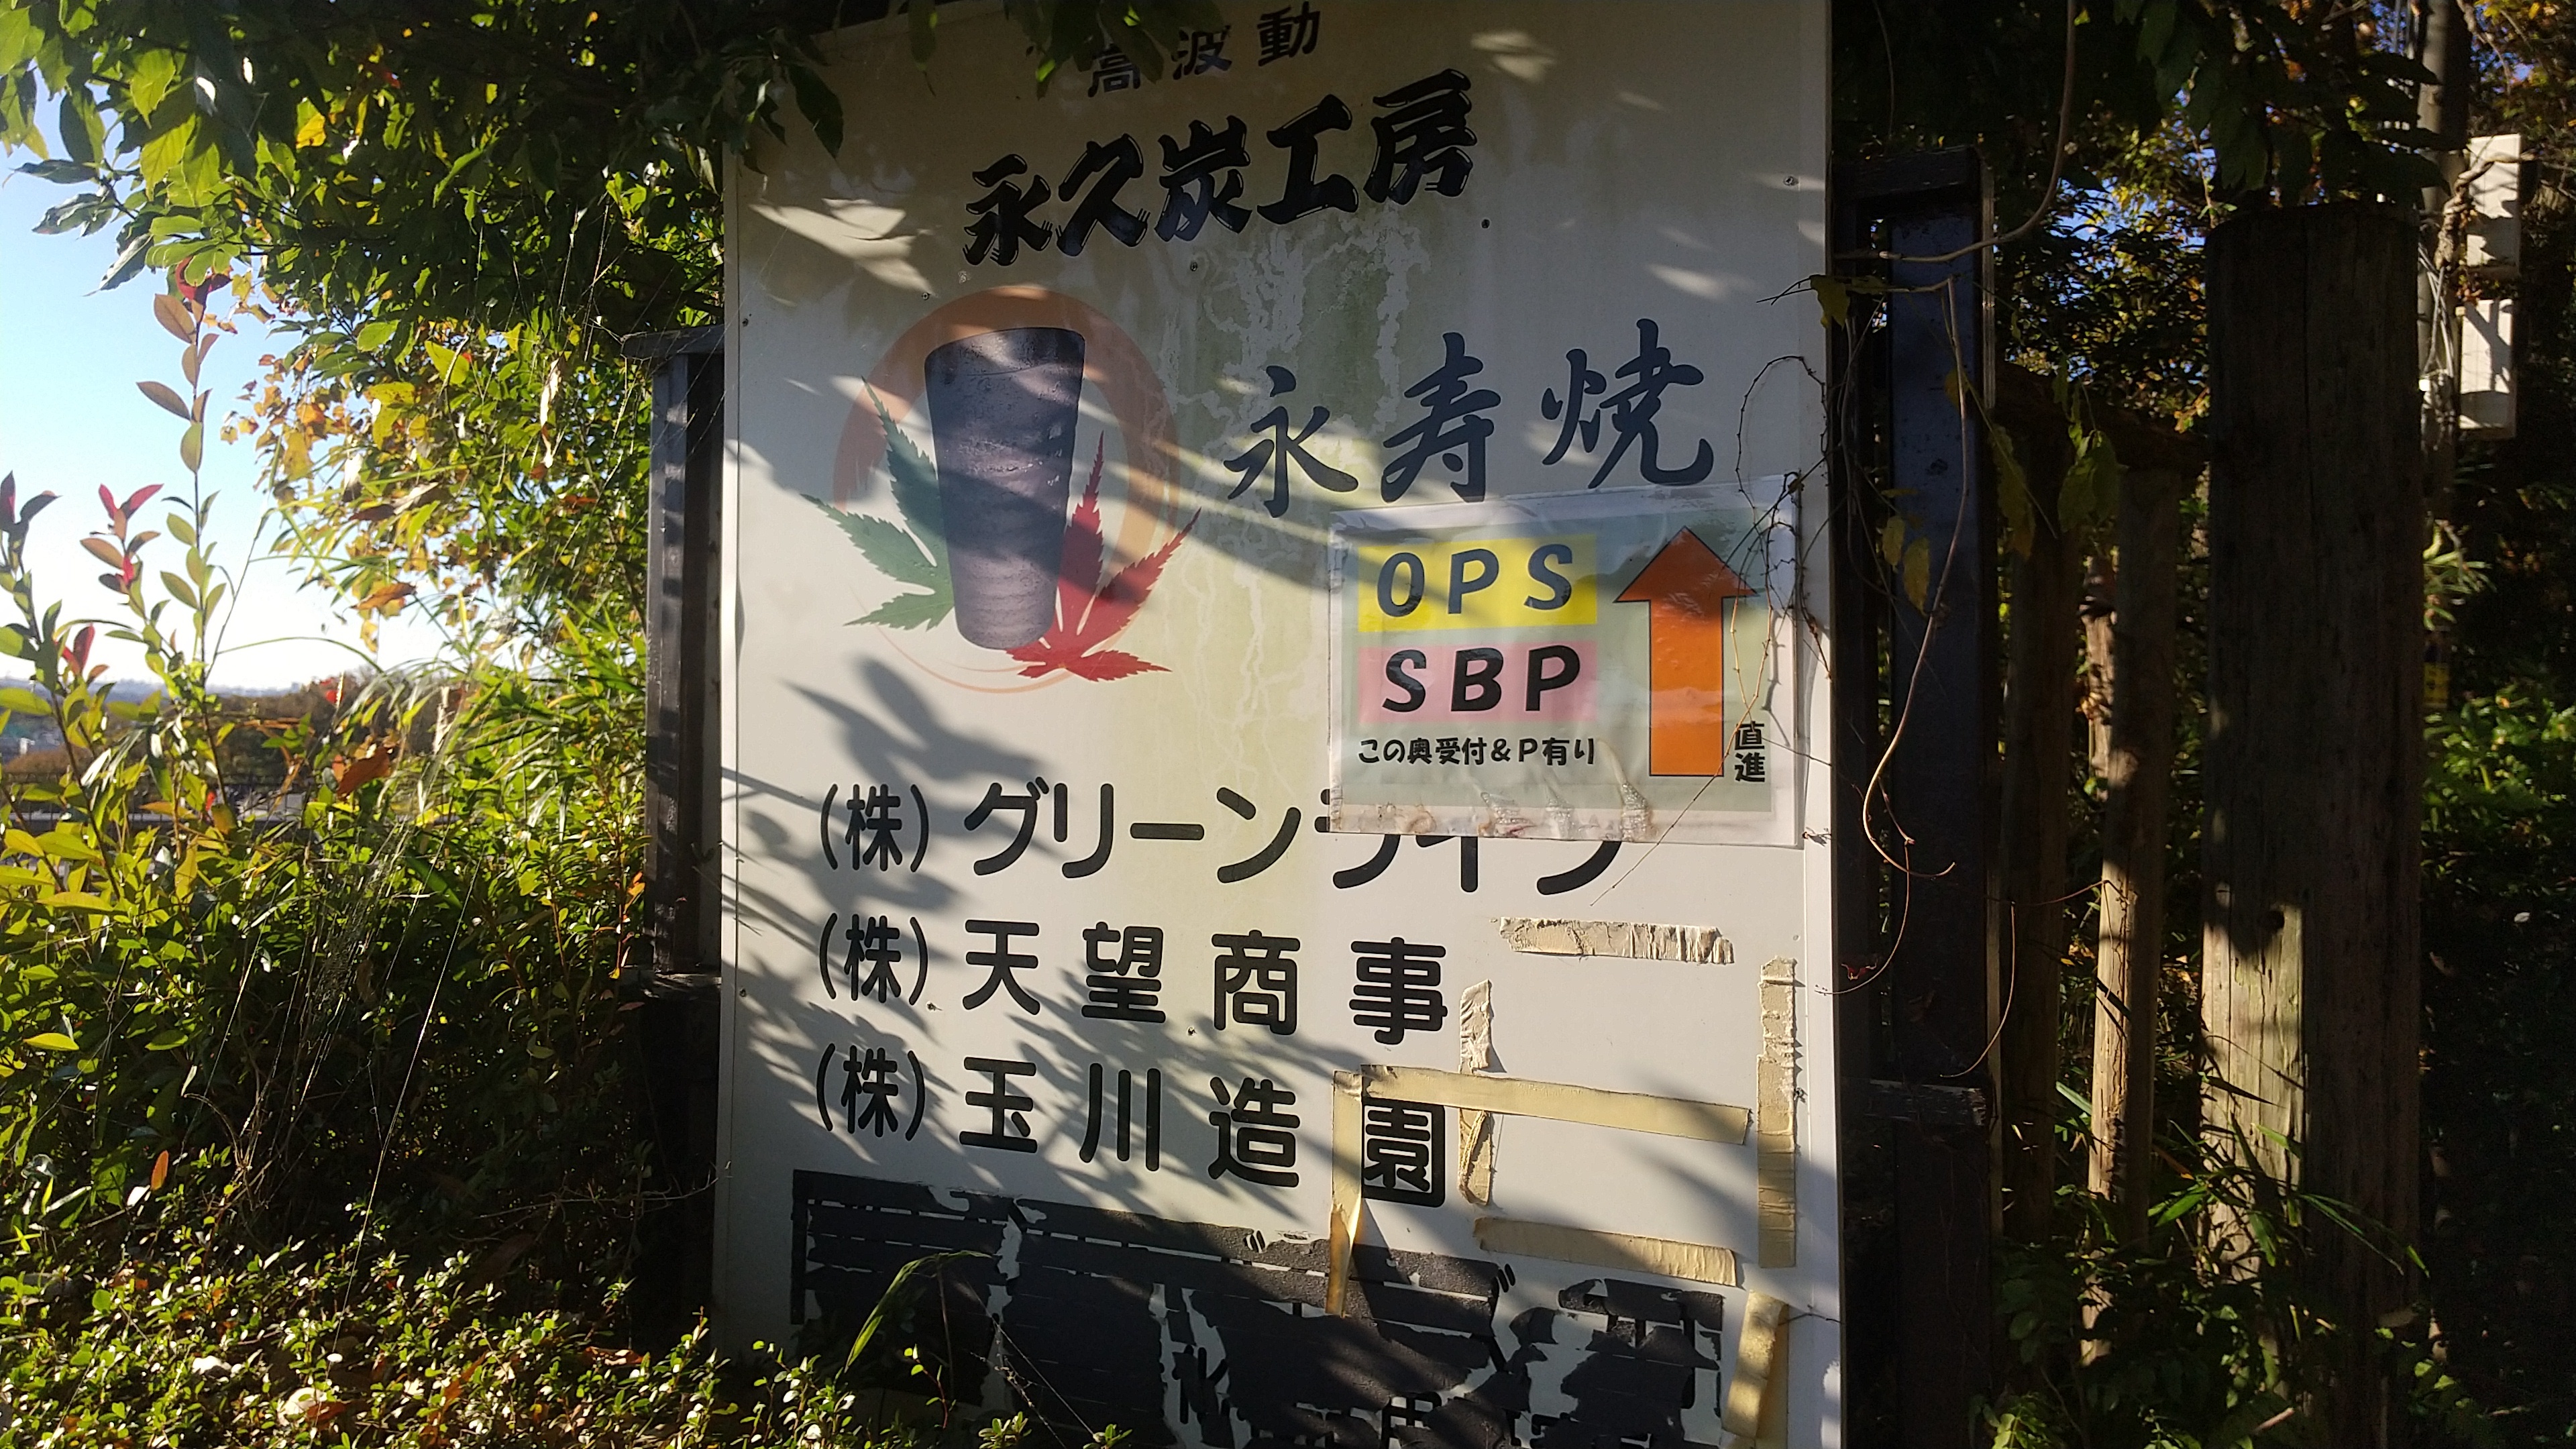 高波動
永久炭工房
永寿焼
OPS
SBP
この奥受付&P有り
直進
(株)グリーンライフ
(株)天望商事
(株)玉川造園